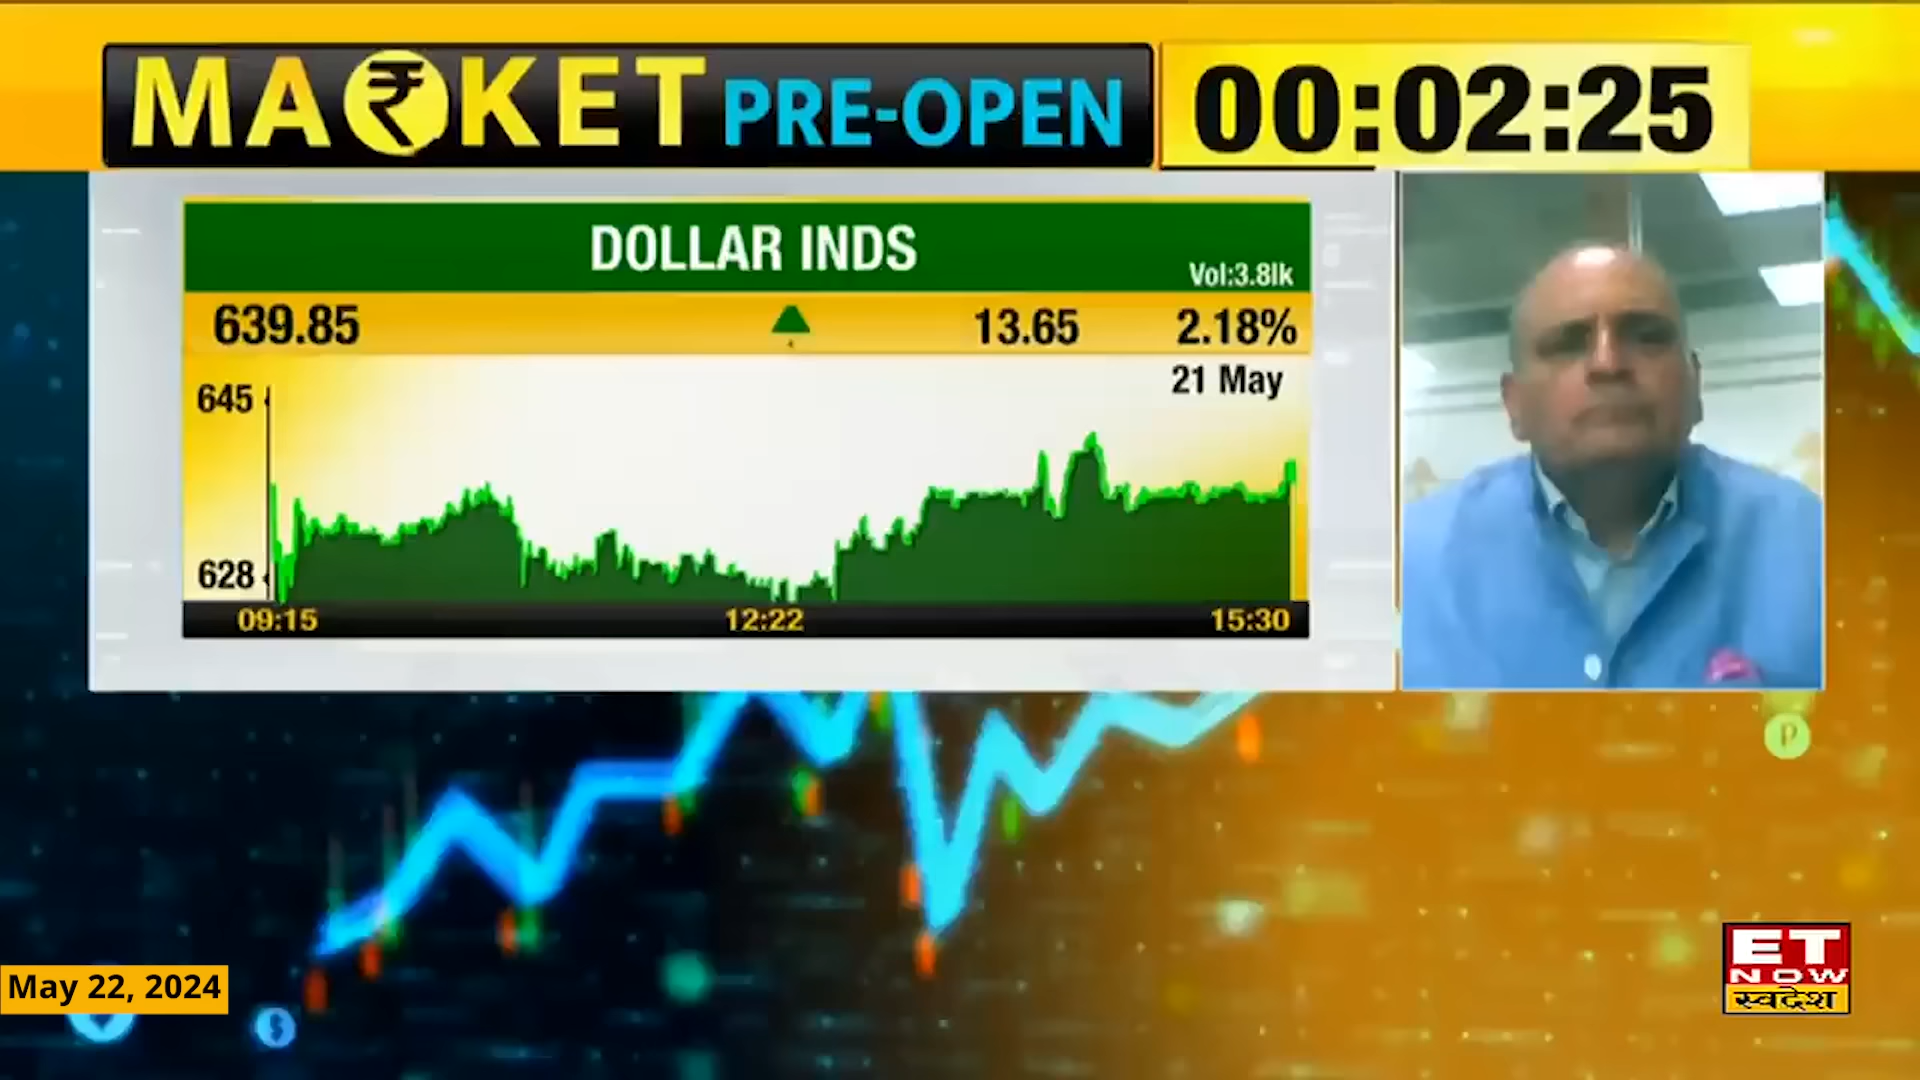 MA₹KET PRE-OPEN
00:02:25
DOLLAR INDS
Vol:3.8lk
639.85 ▲ 13.65 2.18%
21 May
645
628
09:15 12:22 15:30
P
$
May 22, 2024
ET
NOW
स्वदेश